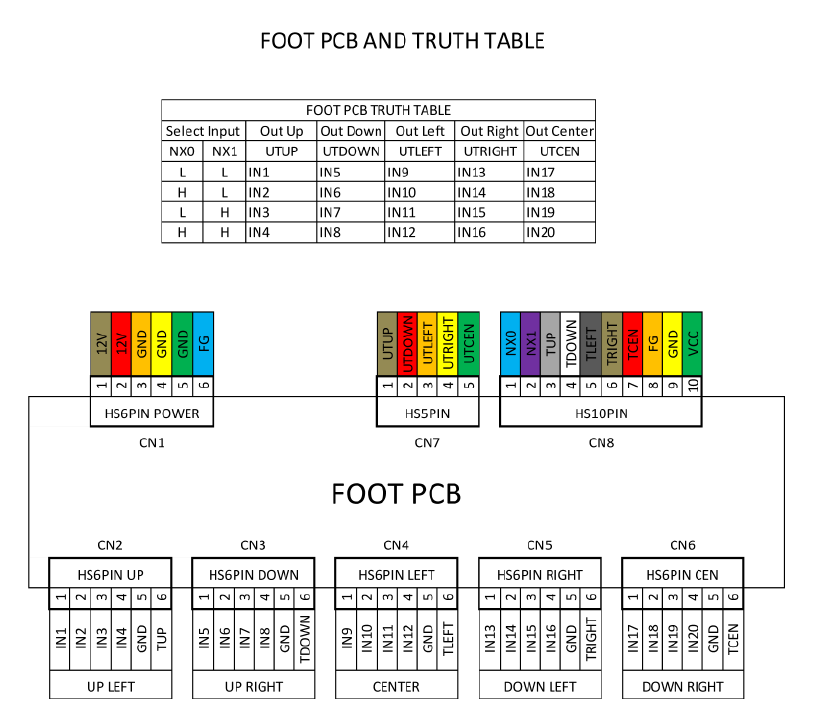 FOOT PCB AND TRUTH TABLE
FOOT PCB TRUTH TABLE
Select Input Out Up Out Down Out Left Out Right Out Center
NX0 NX1 UTUP UTDOWN UTLEFT UTRIGHT UTCEN
L L IN1 IN5 IN9 IN13 IN17
H L IN2 IN6 IN10 IN14 IN18
L H IN3 IN7 IN11 IN15 IN19
H H IN4 IN8 IN12 IN16 IN20
12V 12V GND GND GND FG
1 2 3 4 5 6
HS6PIN POWER
CN1
UTUP UTDOWN UTLEFT UTRIGHT UTCEN
1 2 3 4 5
HS5PIN
CN7
NX0 NX1 TUP TDOWN TLEFT TRIGHT TCEN FG GND VCC
1 2 3 4 5 6 7 8 9 10
HS10PIN
CN8
FOOT PCB
CN2
HS6PIN UP
1 2 3 4 5 6
IN1 IN2 IN3 IN4 GND TUP
UP LEFT
CN3
HS6PIN DOWN
1 2 3 4 5 6
IN5 IN6 IN7 IN8 GND TDOWN
UP RIGHT
CN4
HS6PIN LEFT
1 2 3 4 5 6
IN9 IN10 IN11 IN12 GND TLEFT
CENTER
CN5
HS6PIN RIGHT
1 2 3 4 5 6
IN13 IN14 IN15 IN16 GND TRIGHT
DOWN LEFT
CN6
HS6PIN CEN
1 2 3 4 5 6
IN17 IN18 IN19 IN20 GND TCEN
DOWN RIGHT